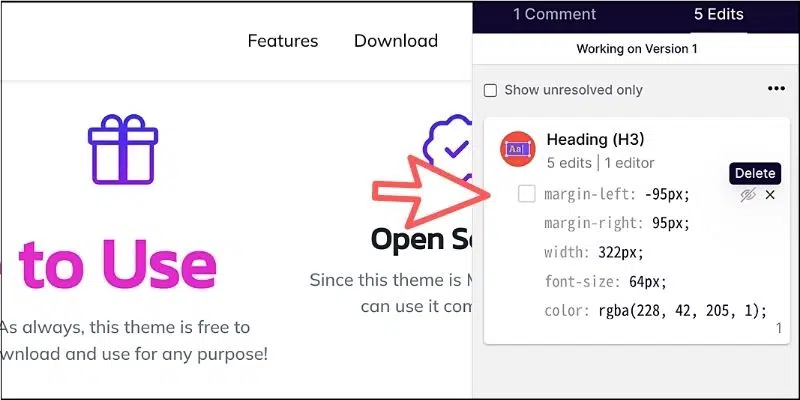 Features Download
to Use
As always, this theme is free to
wnload and use for any purpose!
Open So
Since this theme is M
can use it com
1 Comment 5 Edits
Working on Version 1
Show unresolved only
•••
Aa
Heading (H3)
5 edits | 1 editor
Delete
margin-left: -95px;
margin-right: 95px;
width: 322px;
font-size: 64px;
color: rgba(228, 42, 205, 1);
1